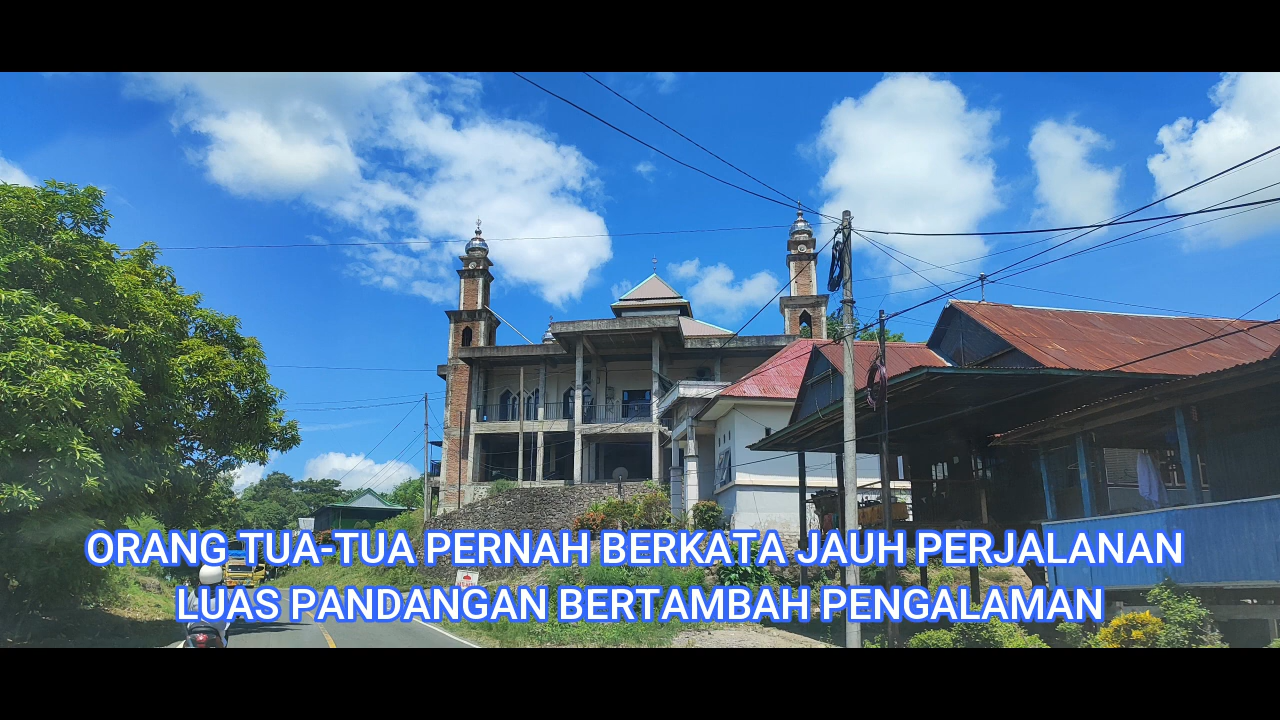 ORANG TUA-TUA PERNAH BERKATA JAUH PERJALANAN
LUAS PANDANGAN BERTAMBAH PENGALAMAN